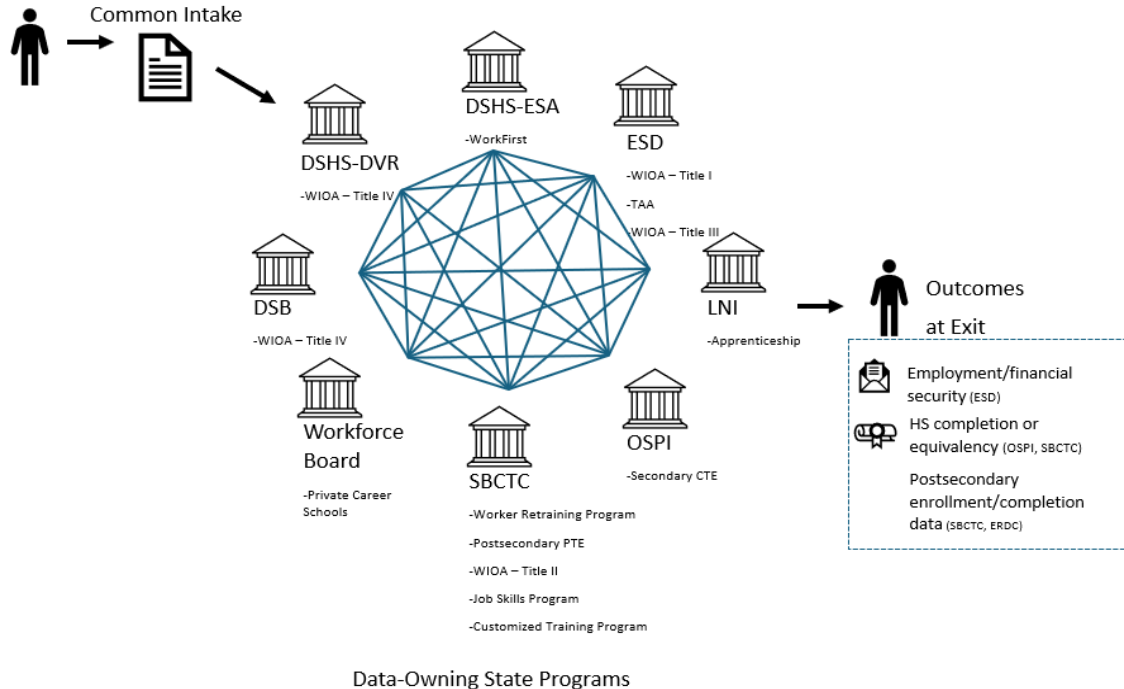 Common Intake
DSHS-DVR
-WIOA – Title IV
DSHS-ESA
-WorkFirst
ESD
-WIOA – Title I
-TAA
-WIOA – Title III
DSB
-WIOA – Title IV
LNI
-Apprenticeship
Workforce
Board
-Private Career
Schools
SBCTC
-Worker Retraining Program
-Postsecondary PTE
-WIOA – Title II
-Job Skills Program
-Customized Training Program
OSPI
-Secondary CTE
Outcomes
at Exit
Employment/financial
security (ESD)
HS completion or
equivalency (OSPI, SBCTC)
Postsecondary
enrollment/completion
data (SBCTC, ERDC)
Data-Owning State Programs